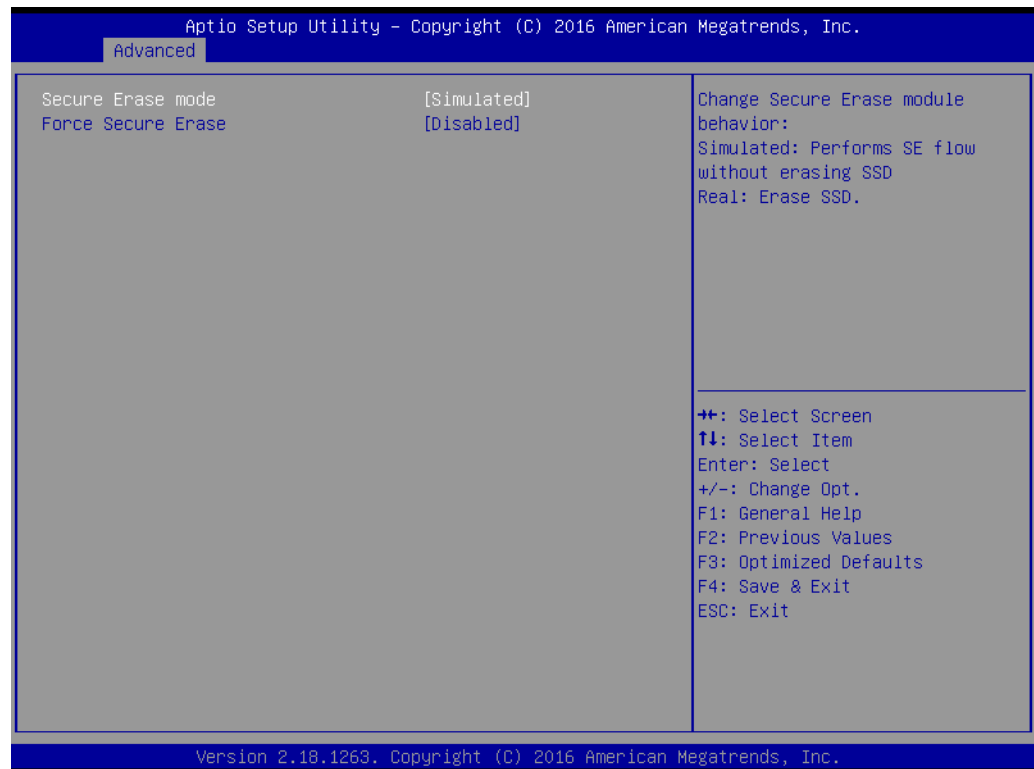 Aptio Setup Utility – Copyright (C) 2016 American Megatrends, Inc.
Advanced
Secure Erase mode [Simulated]
Force Secure Erase [Disabled]
Change Secure Erase module
behavior:
Simulated: Performs SE flow
without erasing SSD
Real: Erase SSD.
→←: Select Screen
↑↓: Select Item
Enter: Select
+/-: Change Opt.
F1: General Help
F2: Previous Values
F3: Optimized Defaults
F4: Save & Exit
ESC: Exit
Version 2.18.1263. Copyright (C) 2016 American Megatrends, Inc.